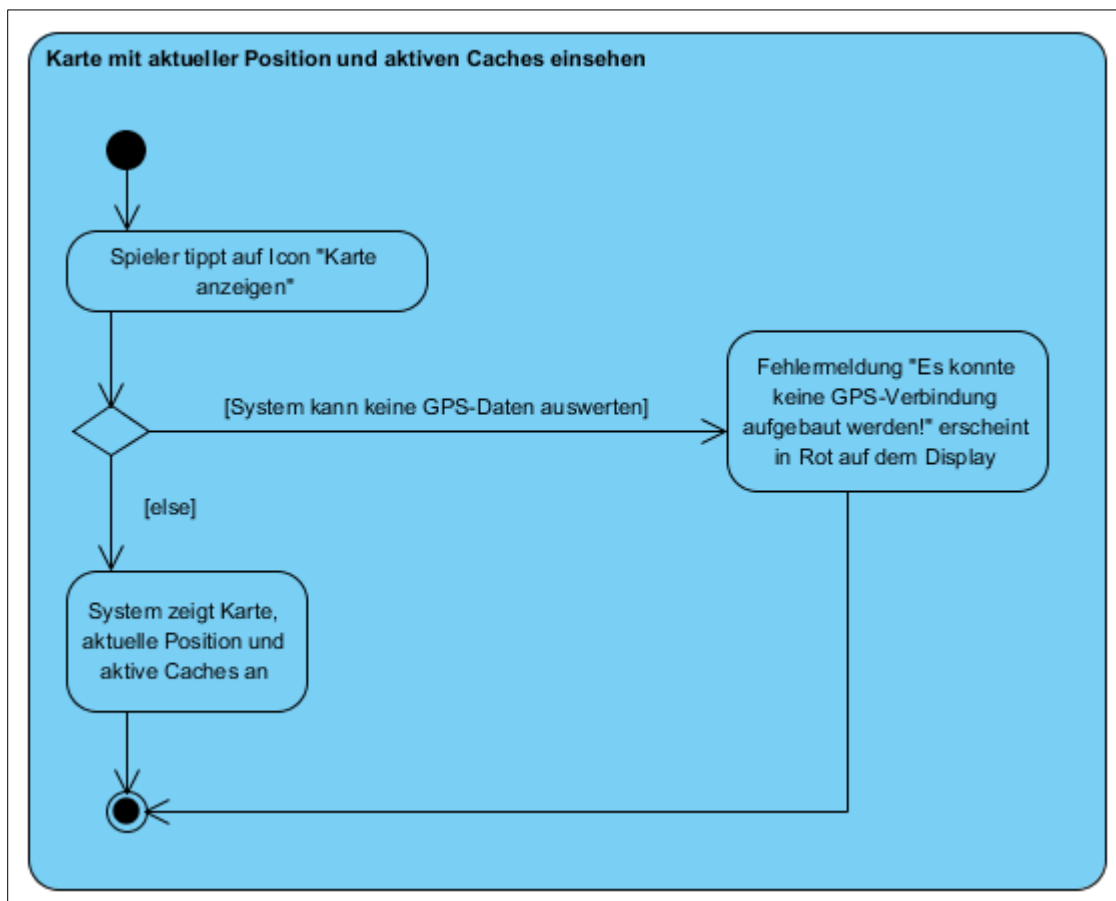 Karte mit aktueller Position und aktiven Caches einsehen
Spieler tippt auf Icon "Karte
anzeigen"
[System kann keine GPS-Daten auswerten]
Fehlermeldung "Es konnte
keine GPS-Verbindung
aufgebaut werden!" erscheint
in Rot auf dem Display
[else]
System zeigt Karte,
aktuelle Position und
aktive Caches an